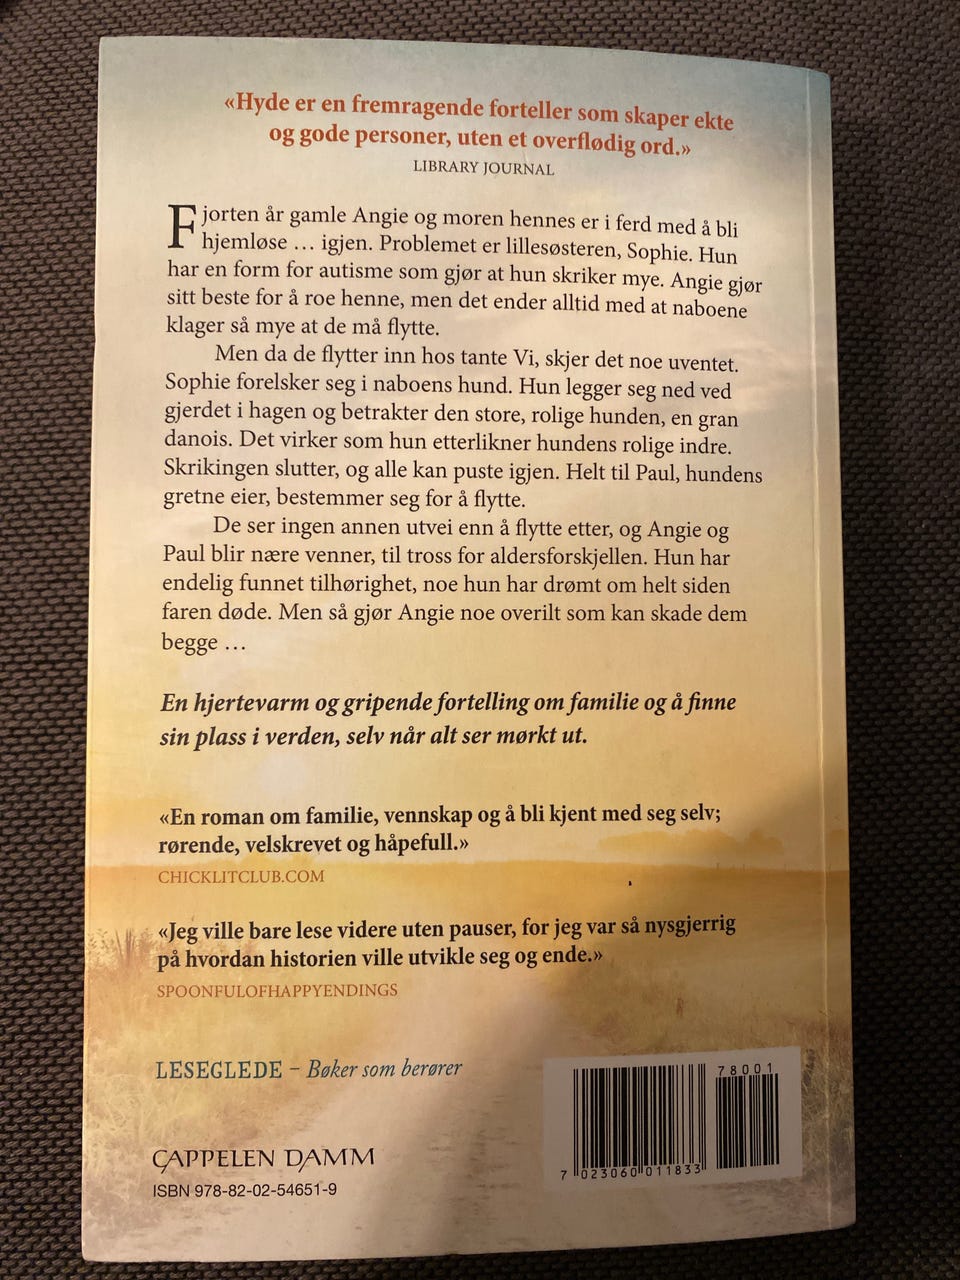 «Hyde er en fremragende forteller som skaper ekte
og gode personer, uten et overflødig ord.»
LIBRARY JOURNAL
Fjorten år gamle Angie og moren hennes er i ferd med å bli
hjemløse … igjen. Problemet er lillesøsteren, Sophie. Hun
har en form for autisme som gjør at hun skriker mye. Angie gjør
sitt beste for å roe henne, men det ender alltid med at naboene
klager så mye at de må flytte.
Men da de flytter inn hos tante Vi, skjer det noe uventet.
Sophie forelsker seg i naboens hund. Hun legger seg ned ved
gjerdet i hagen og betrakter den store, rolige hunden, en gran
danois. Det virker som hun etterlikner hundens rolige indre.
Skrikingen slutter, og alle kan puste igjen. Helt til Paul, hundens
gretne eier, bestemmer seg for å flytte.
De ser ingen annen utvei enn å flytte etter, og Angie og
Paul blir nære venner, til tross for aldersforskjellen. Hun har
endelig funnet tilhørighet, noe hun har drømt om helt siden
faren døde. Men så gjør Angie noe overilt som kan skade dem
begge …
En hjertevarm og gripende fortelling om familie og å finne
sin plass i verden, selv når alt ser mørkt ut.
«En roman om familie, vennskap og å bli kjent med seg selv;
rørende, velskrevet og håpefull.»
CHICKLITCLUB.COM
«Jeg ville bare lese videre uten pauser, for jeg var så nysgjerrig
på hvordan historien ville utvikle seg og ende.»
SPOONFULOFHAPPYENDINGS
LESEGLEDE – Bøker som berører
78001
7 023060 011833
CAPPELEN DAMM
ISBN 978-82-02-54651-9